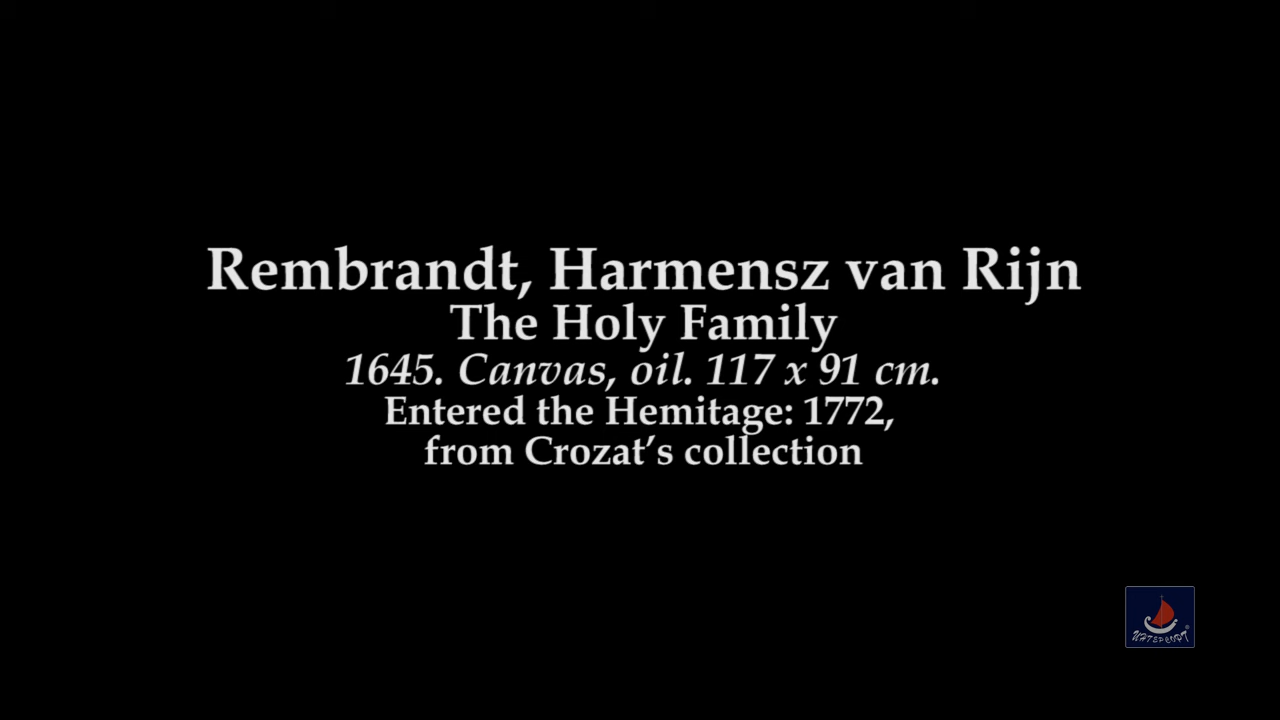 Rembrandt, Harmensz van Rijn
The Holy Family
1645. Canvas, oil. 117 x 91 cm.
Entered the Hemitage: 1772,
from Crozat’s collection